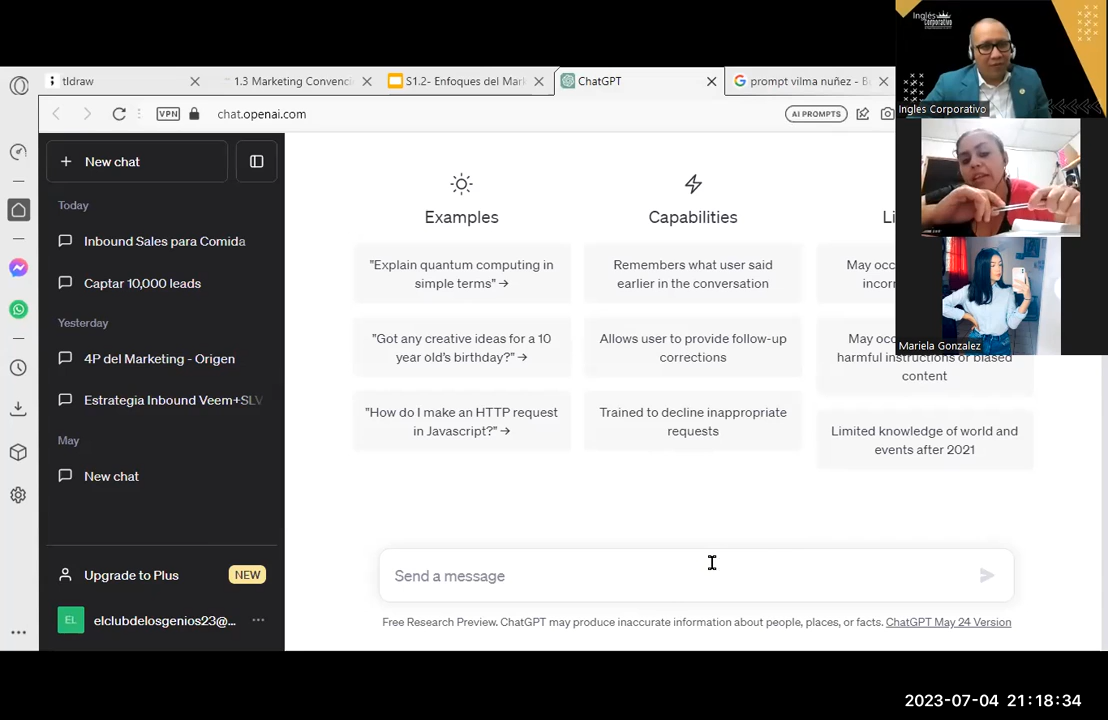 tldraw
1.3 Marketing Convenci
S1.2- Enfoques del Mar
ChatGPT
prompt vilma nuñez - B
VPN
chat.openai.com
AI PROMPTS
New chat
Today
Inbound Sales para Comida
Captar 10,000 leads
Yesterday
4P del Marketing - Origen
Estrategia Inbound Veem+SLV
May
New chat
Upgrade to Plus
NEW
EL
elclubdelosgenios23@...
Examples
"Explain quantum computing in
simple terms" →
"Got any creative ideas for a 10
year old's birthday?" →
"How do I make an HTTP request
in Javascript?" →
Capabilities
Remembers what user said
earlier in the conversation
Allows user to provide follow-up
corrections
Trained to decline inappropriate
requests
Li
May occ
incorr
May occ
harmful instructions or biased
content
Limited knowledge of world and
events after 2021
Send a message
Free Research Preview. ChatGPT may produce inaccurate information about people, places, or facts. ChatGPT May 24 Version
Inglés
Corporativo
Ingles Corporativo
Mariela Gonzalez
2023-07-04 21:18:34